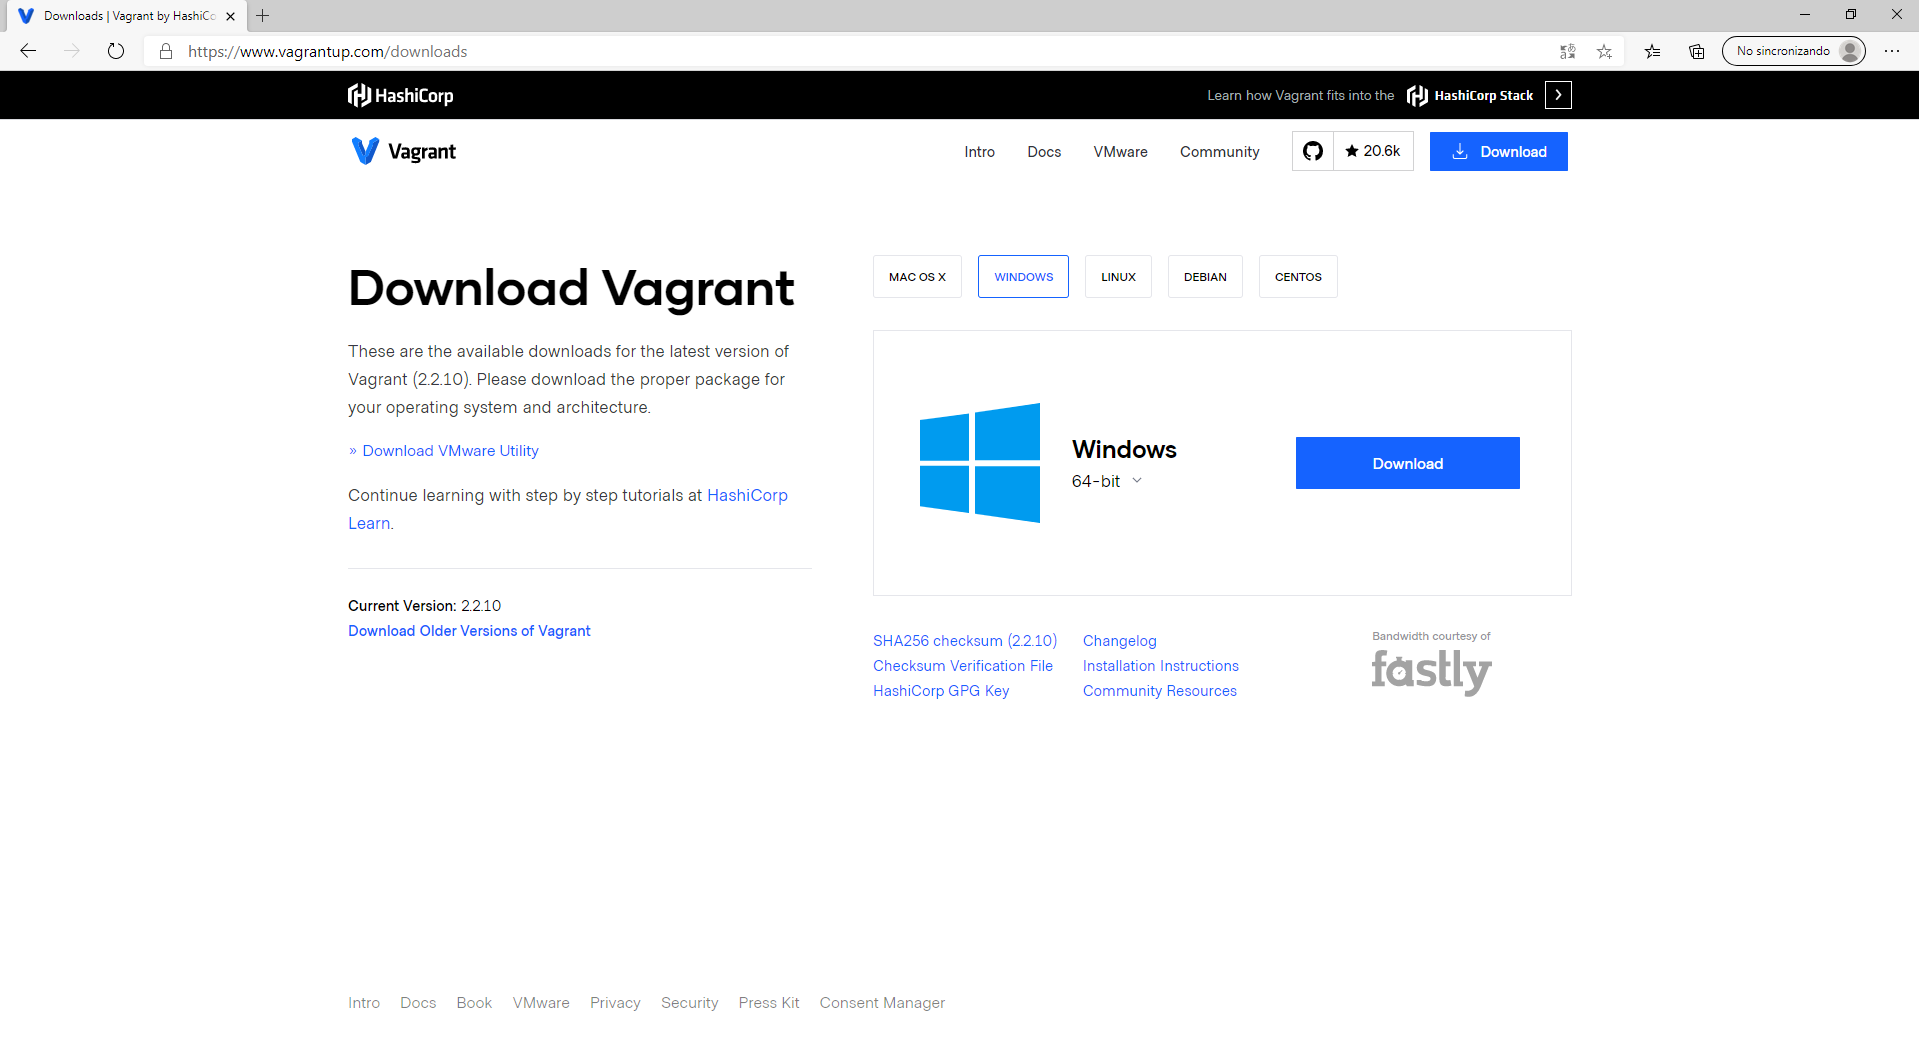 Downloads | Vagrant by HashiCo
https://www.vagrantup.com/downloads
No sincronizando
HashiCorp
Learn how Vagrant fits into the HashiCorp Stack
Vagrant
Intro
Docs
VMware
Community
20.6k
Download
Download Vagrant
These are the available downloads for the latest version of
Vagrant (2.2.10). Please download the proper package for
your operating system and architecture.
» Download VMware Utility
Continue learning with step by step tutorials at HashiCorp
Learn.
Current Version: 2.2.10
Download Older Versions of Vagrant
MAC OS X
WINDOWS
LINUX
DEBIAN
CENTOS
Windows
64-bit
Download
SHA256 checksum (2.2.10)
Checksum Verification File
HashiCorp GPG Key
Changelog
Installation Instructions
Community Resources
Bandwidth courtesy of
fastly
Intro
Docs
Book
VMware
Privacy
Security
Press Kit
Consent Manager